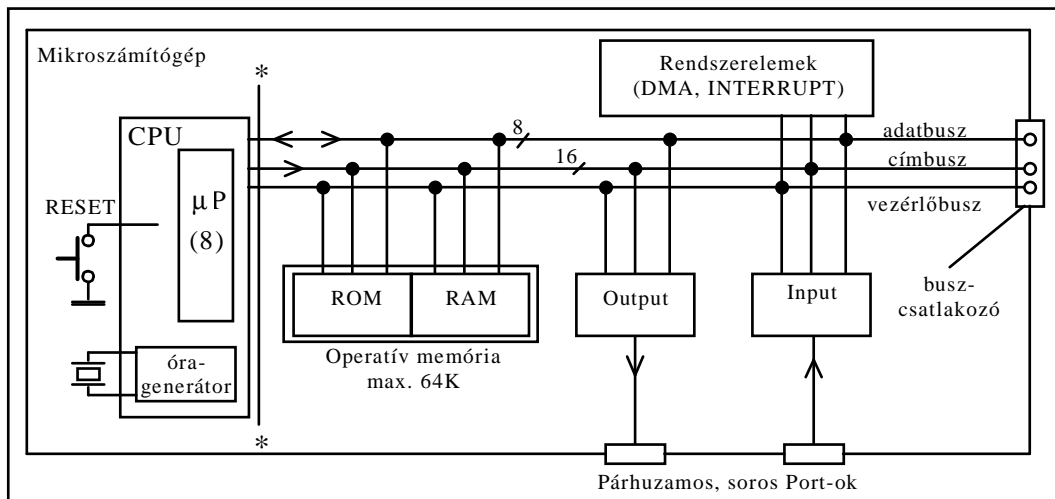 Mikroszámítógép
*
Rendszerelemek
(DMA, INTERRUPT)
CPU
8
adatbusz
16
címbusz
µP
(8)
RESET
vezérlőbusz
ROM
RAM
Output
Input
busz-
csatlakozó
Operatív memória
max. 64K
óra-
generátor
*
Párhuzamos, soros Port-ok